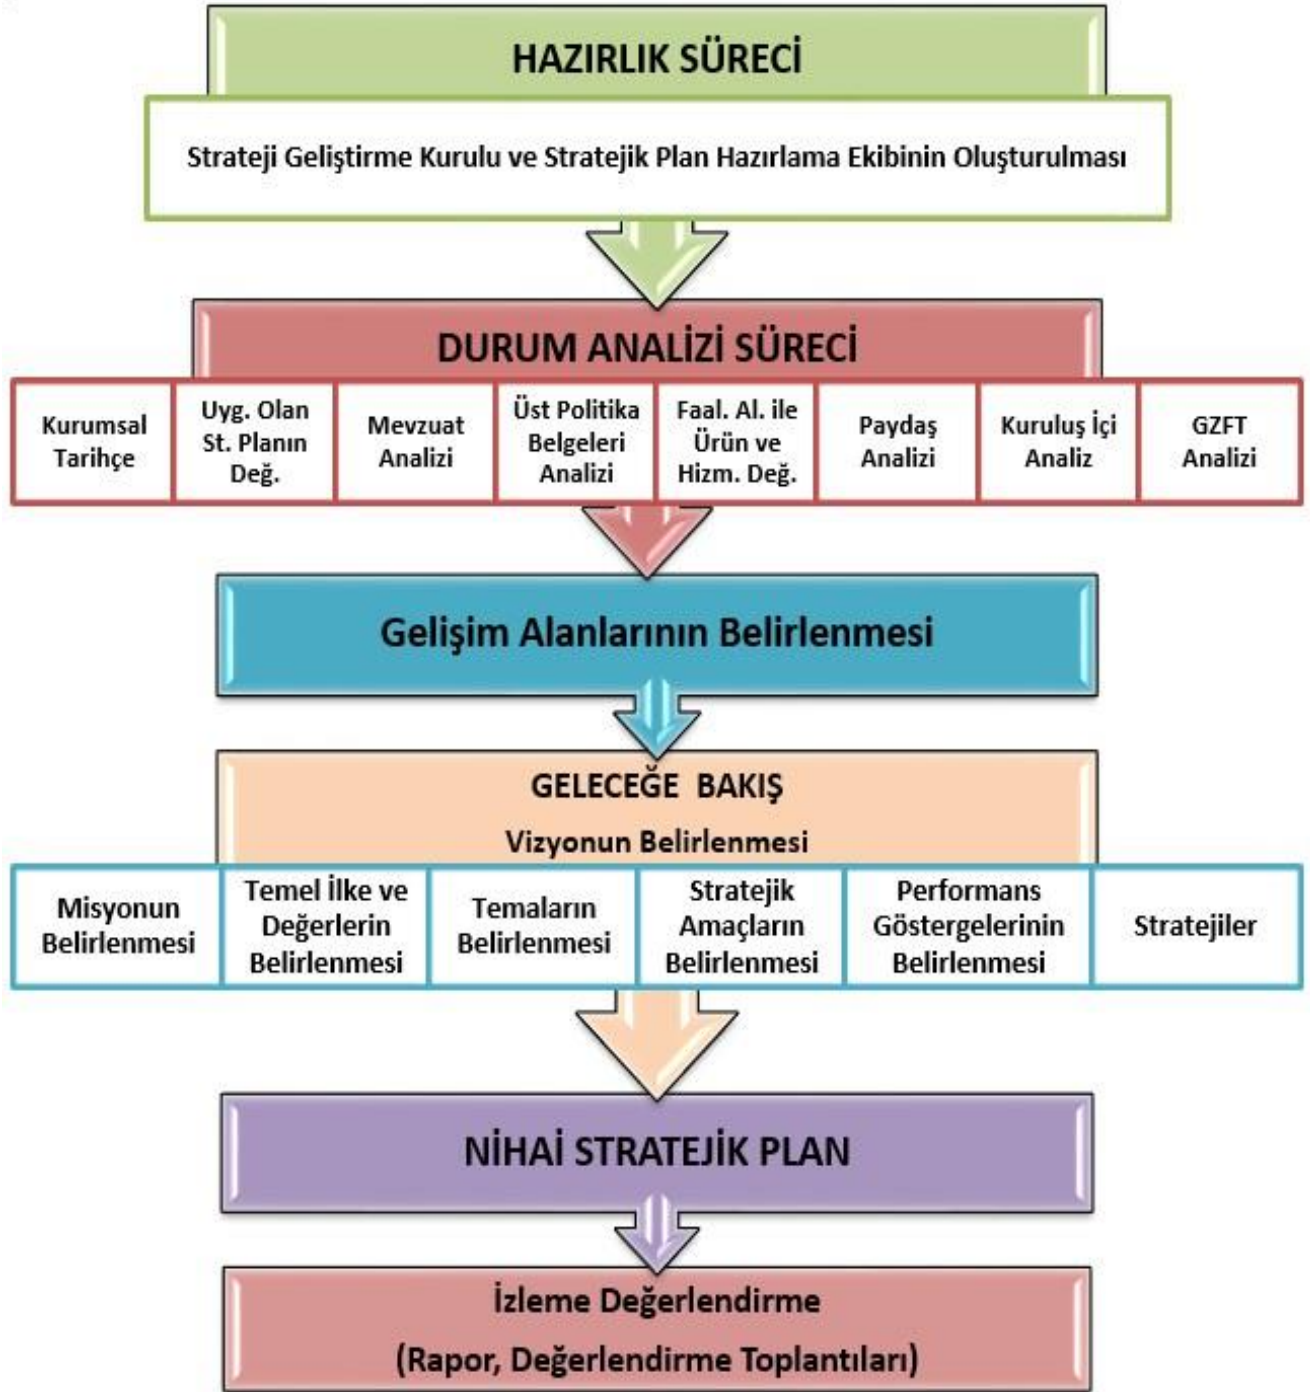 HAZIRLIK SÜRECİ
Strateji Geliştirme Kurulu ve Stratejik Plan Hazırlama Ekibinin Oluşturulması
DURUM ANALİZİ SÜRECİ
Kurumsal
Tarihçe
Uyg. Olan
St. Planın
Değ.
Mevzuat
Analizi
Üst Politika
Belgeleri
Analizi
Faal. Al. ile
Ürün ve
Hizm. Değ.
Paydaş
Analizi
Kuruluş İçi
Analiz
GZFT
Analizi
Gelişim Alanlarının Belirlenmesi
GELECEĞE BAKIŞ
Vizyonun Belirlenmesi
Misyonun
Belirlenmesi
Temel İlke ve
Değerlerin
Belirlenmesi
Temaların
Belirlenmesi
Stratejik
Amaçların
Belirlenmesi
Performans
Göstergelerinin
Belirlenmesi
Stratejiler
NİHAİ STRATEJİK PLAN
İzleme Değerlendirme
(Rapor, Değerlendirme Toplantıları)